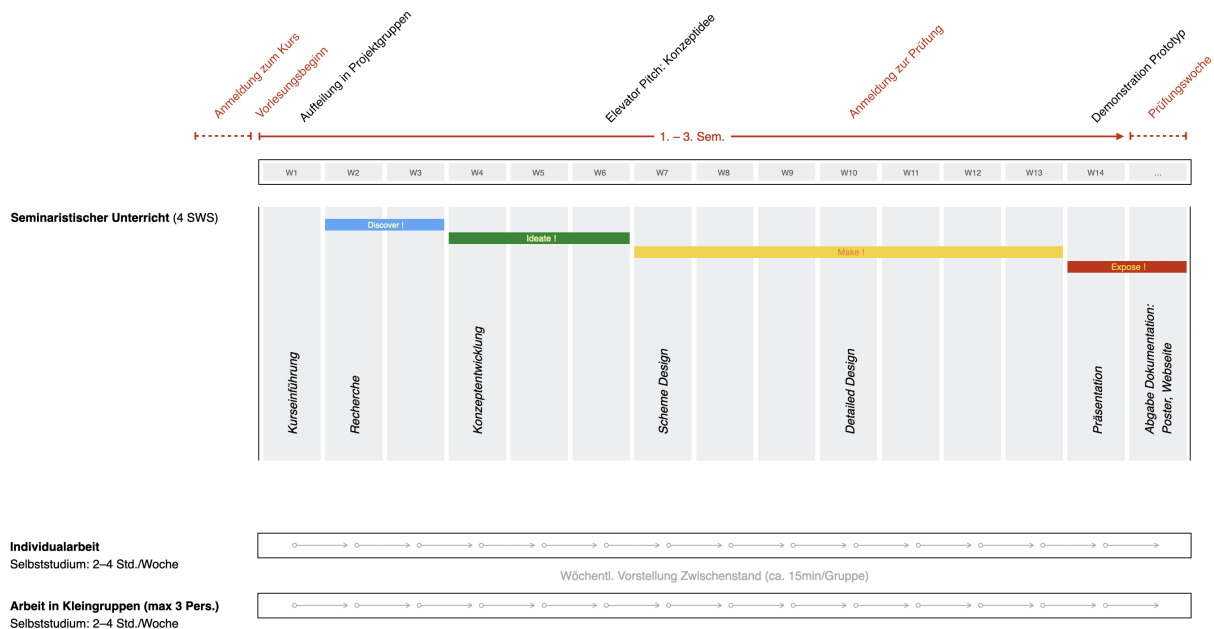 Anmeldung zum Kurs
Vorlesungsbeginn
Aufteilung in Projektgruppen
Elevator Pitch: Konzeptidee
Anmeldung zur Prüfung
Demonstration Prototyp
Prüfungswoche
1. – 3. Sem.
W1 W2 W3 W4 W5 W6 W7 W8 W9 W10 W11 W12 W13 W14 ...
Seminaristischer Unterricht (4 SWS)
Discover !
Ideate !
Make !
Expose !
Kurseinführung
Recherche
Konzeptentwicklung
Scheme Design
Detailed Design
Präsentation
Abgabe Dokumentation:
Poster, Webseite
Individualarbeit
Selbststudium: 2–4 Std./Woche
Wöchentl. Vorstellung Zwischenstand (ca. 15min/Gruppe)
Arbeit in Kleingruppen (max 3 Pers.)
Selbststudium: 2–4 Std./Woche